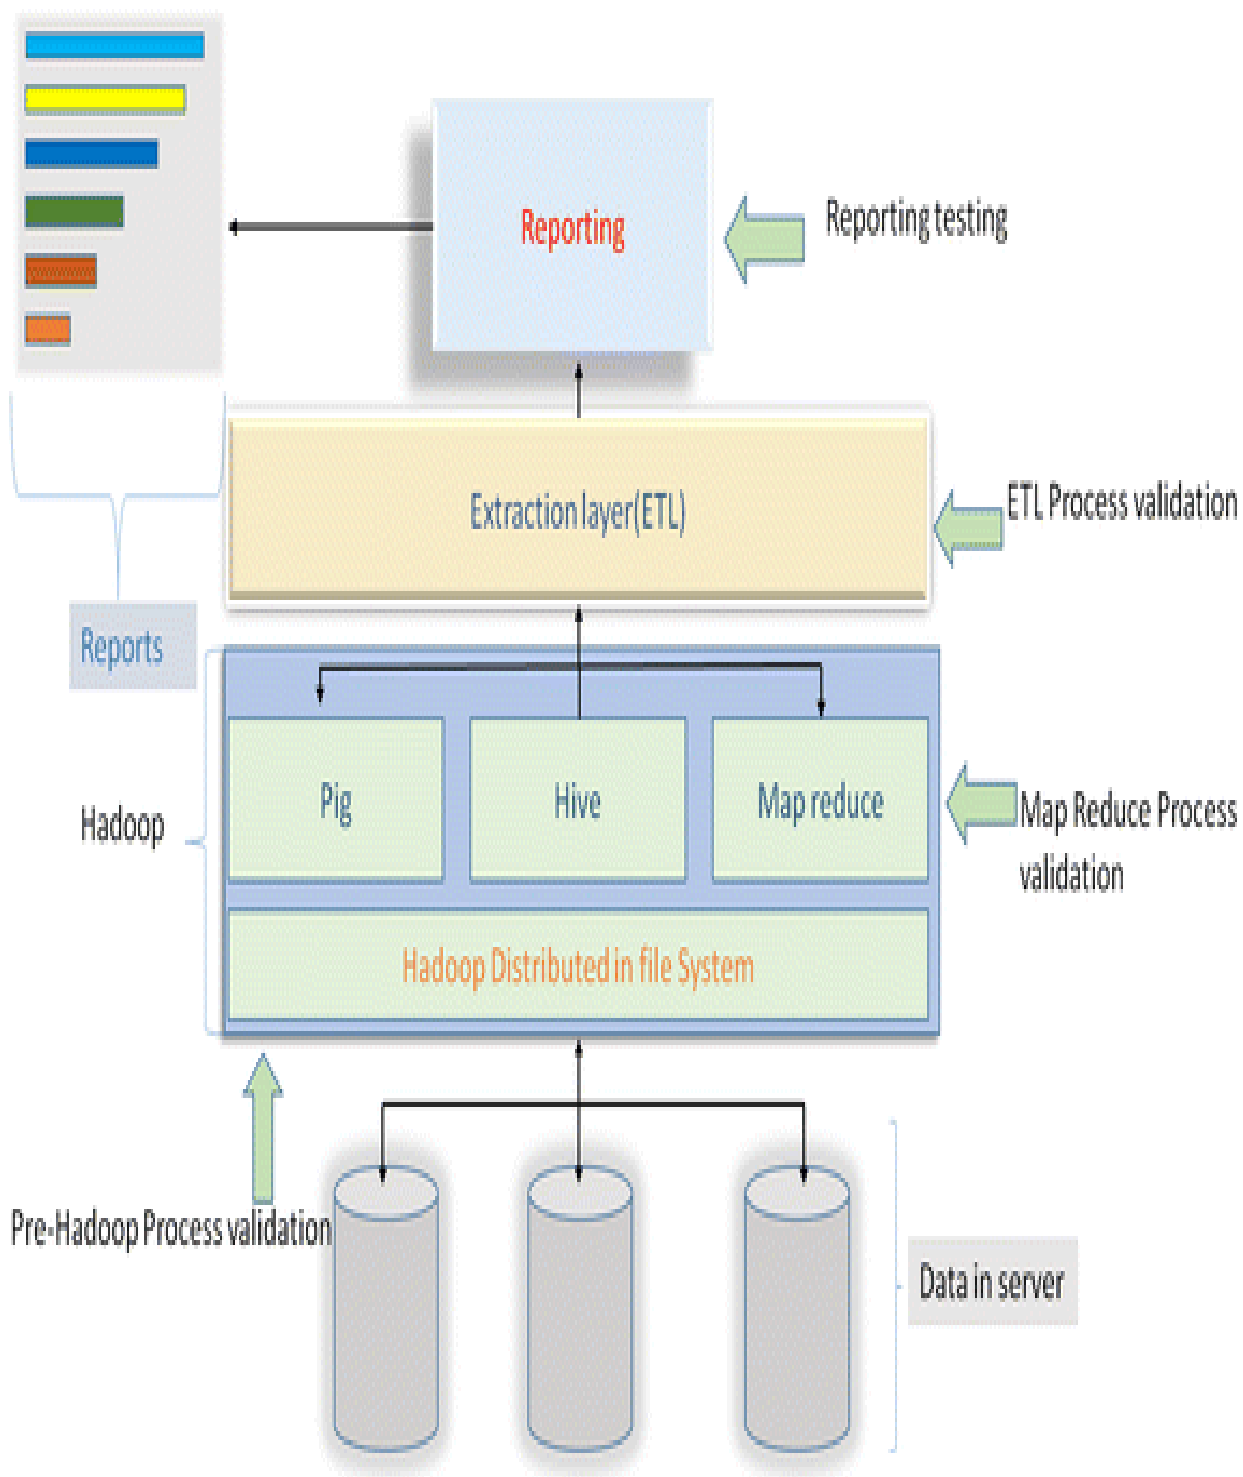 Reporting
Reporting testing
Extraction layer(ETL)
ETL Process validation
Reports
Pig
Hive
Map reduce
Hadoop
Map Reduce Process
validation
Hadoop Distributed in file System
Pre-Hadoop Process validation
Data in server